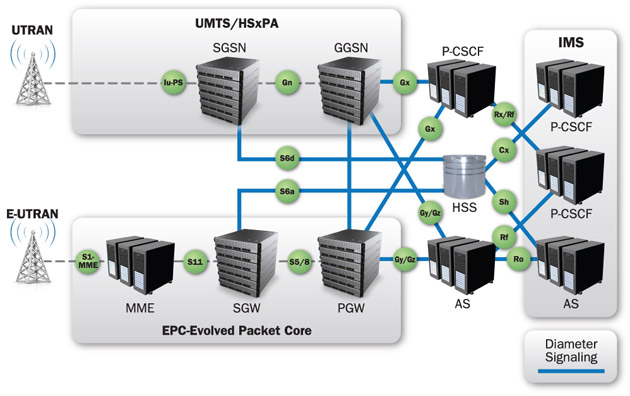 UMTS/HSxPA
UTRAN
SGSN
GGSN
P-CSCF
IMS
Iu-PS
Gn
Gx
P-CSCF
Rx/Rf
Gx
Cx
S6d
S6a
HSS
Sh
P-CSCF
E-UTRAN
Gy/Gz
Rf
S1-
MME
S11
S5/8
Gy/Gz
Ro
MME
SGW
PGW
AS
AS
EPC-Evolved Packet Core
Diameter
Signaling